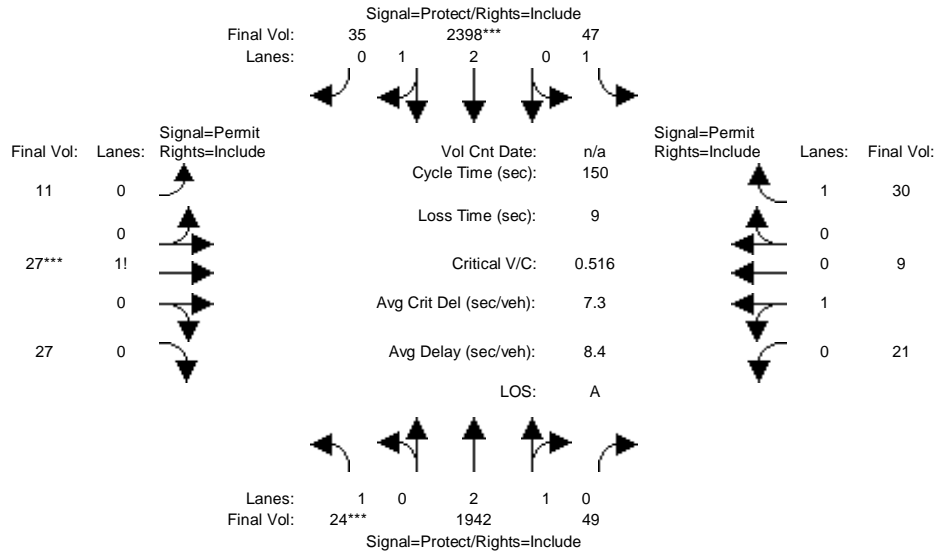 Signal=Protect/Rights=Include
Final Vol: 35 2398*** 47
Lanes: 0 1 2 0 1
Signal=Permit Signal=Permit
Final Vol: Lanes: Rights=Include Vol Cnt Date: n/a Rights=Include Lanes: Final Vol:
Cycle Time (sec): 150
11 0 1 30
Loss Time (sec): 9
0 0
27*** 1! Critical V/C: 0.516 0 9
0 Avg Crit Del (sec/veh): 7.3 1
27 0 Avg Delay (sec/veh): 8.4 0 21
LOS: A
Lanes: 1 0 2 1 0
Final Vol: 24*** 1942 49
Signal=Protect/Rights=Include